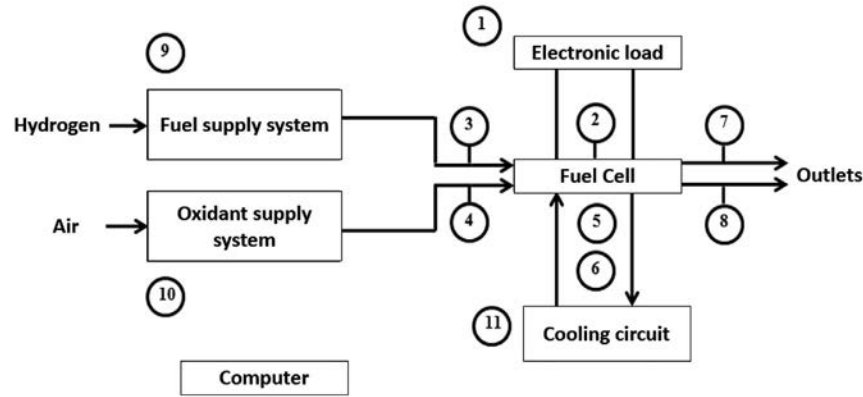 1
Electronic load
9
Hydrogen
Fuel supply system
3
2
7
Fuel Cell
Outlets
Air
Oxidant supply
system
4
5
8
6
10
11
Cooling circuit
Computer